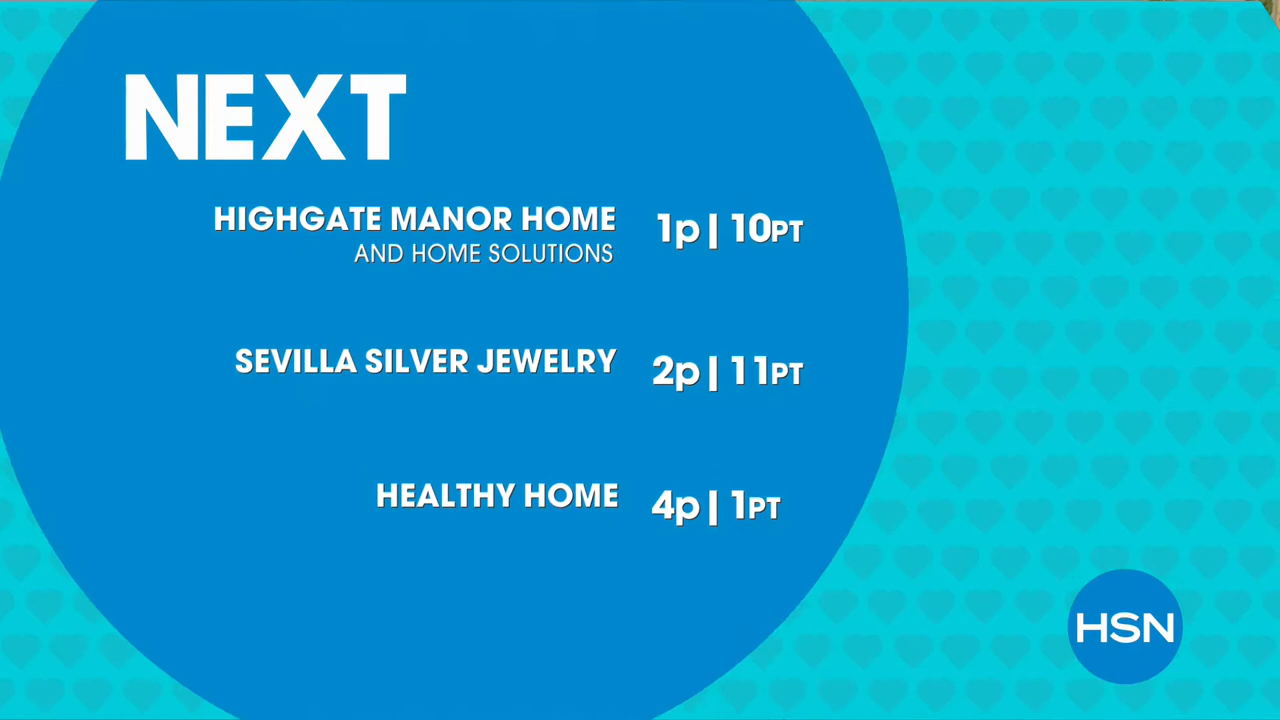 NEXT
HIGHGATE MANOR HOME 1p | 10PT
AND HOME SOLUTIONS
SEVILLA SILVER JEWELRY 2p | 11PT
HEALTHY HOME 4p | 1PT
HSN